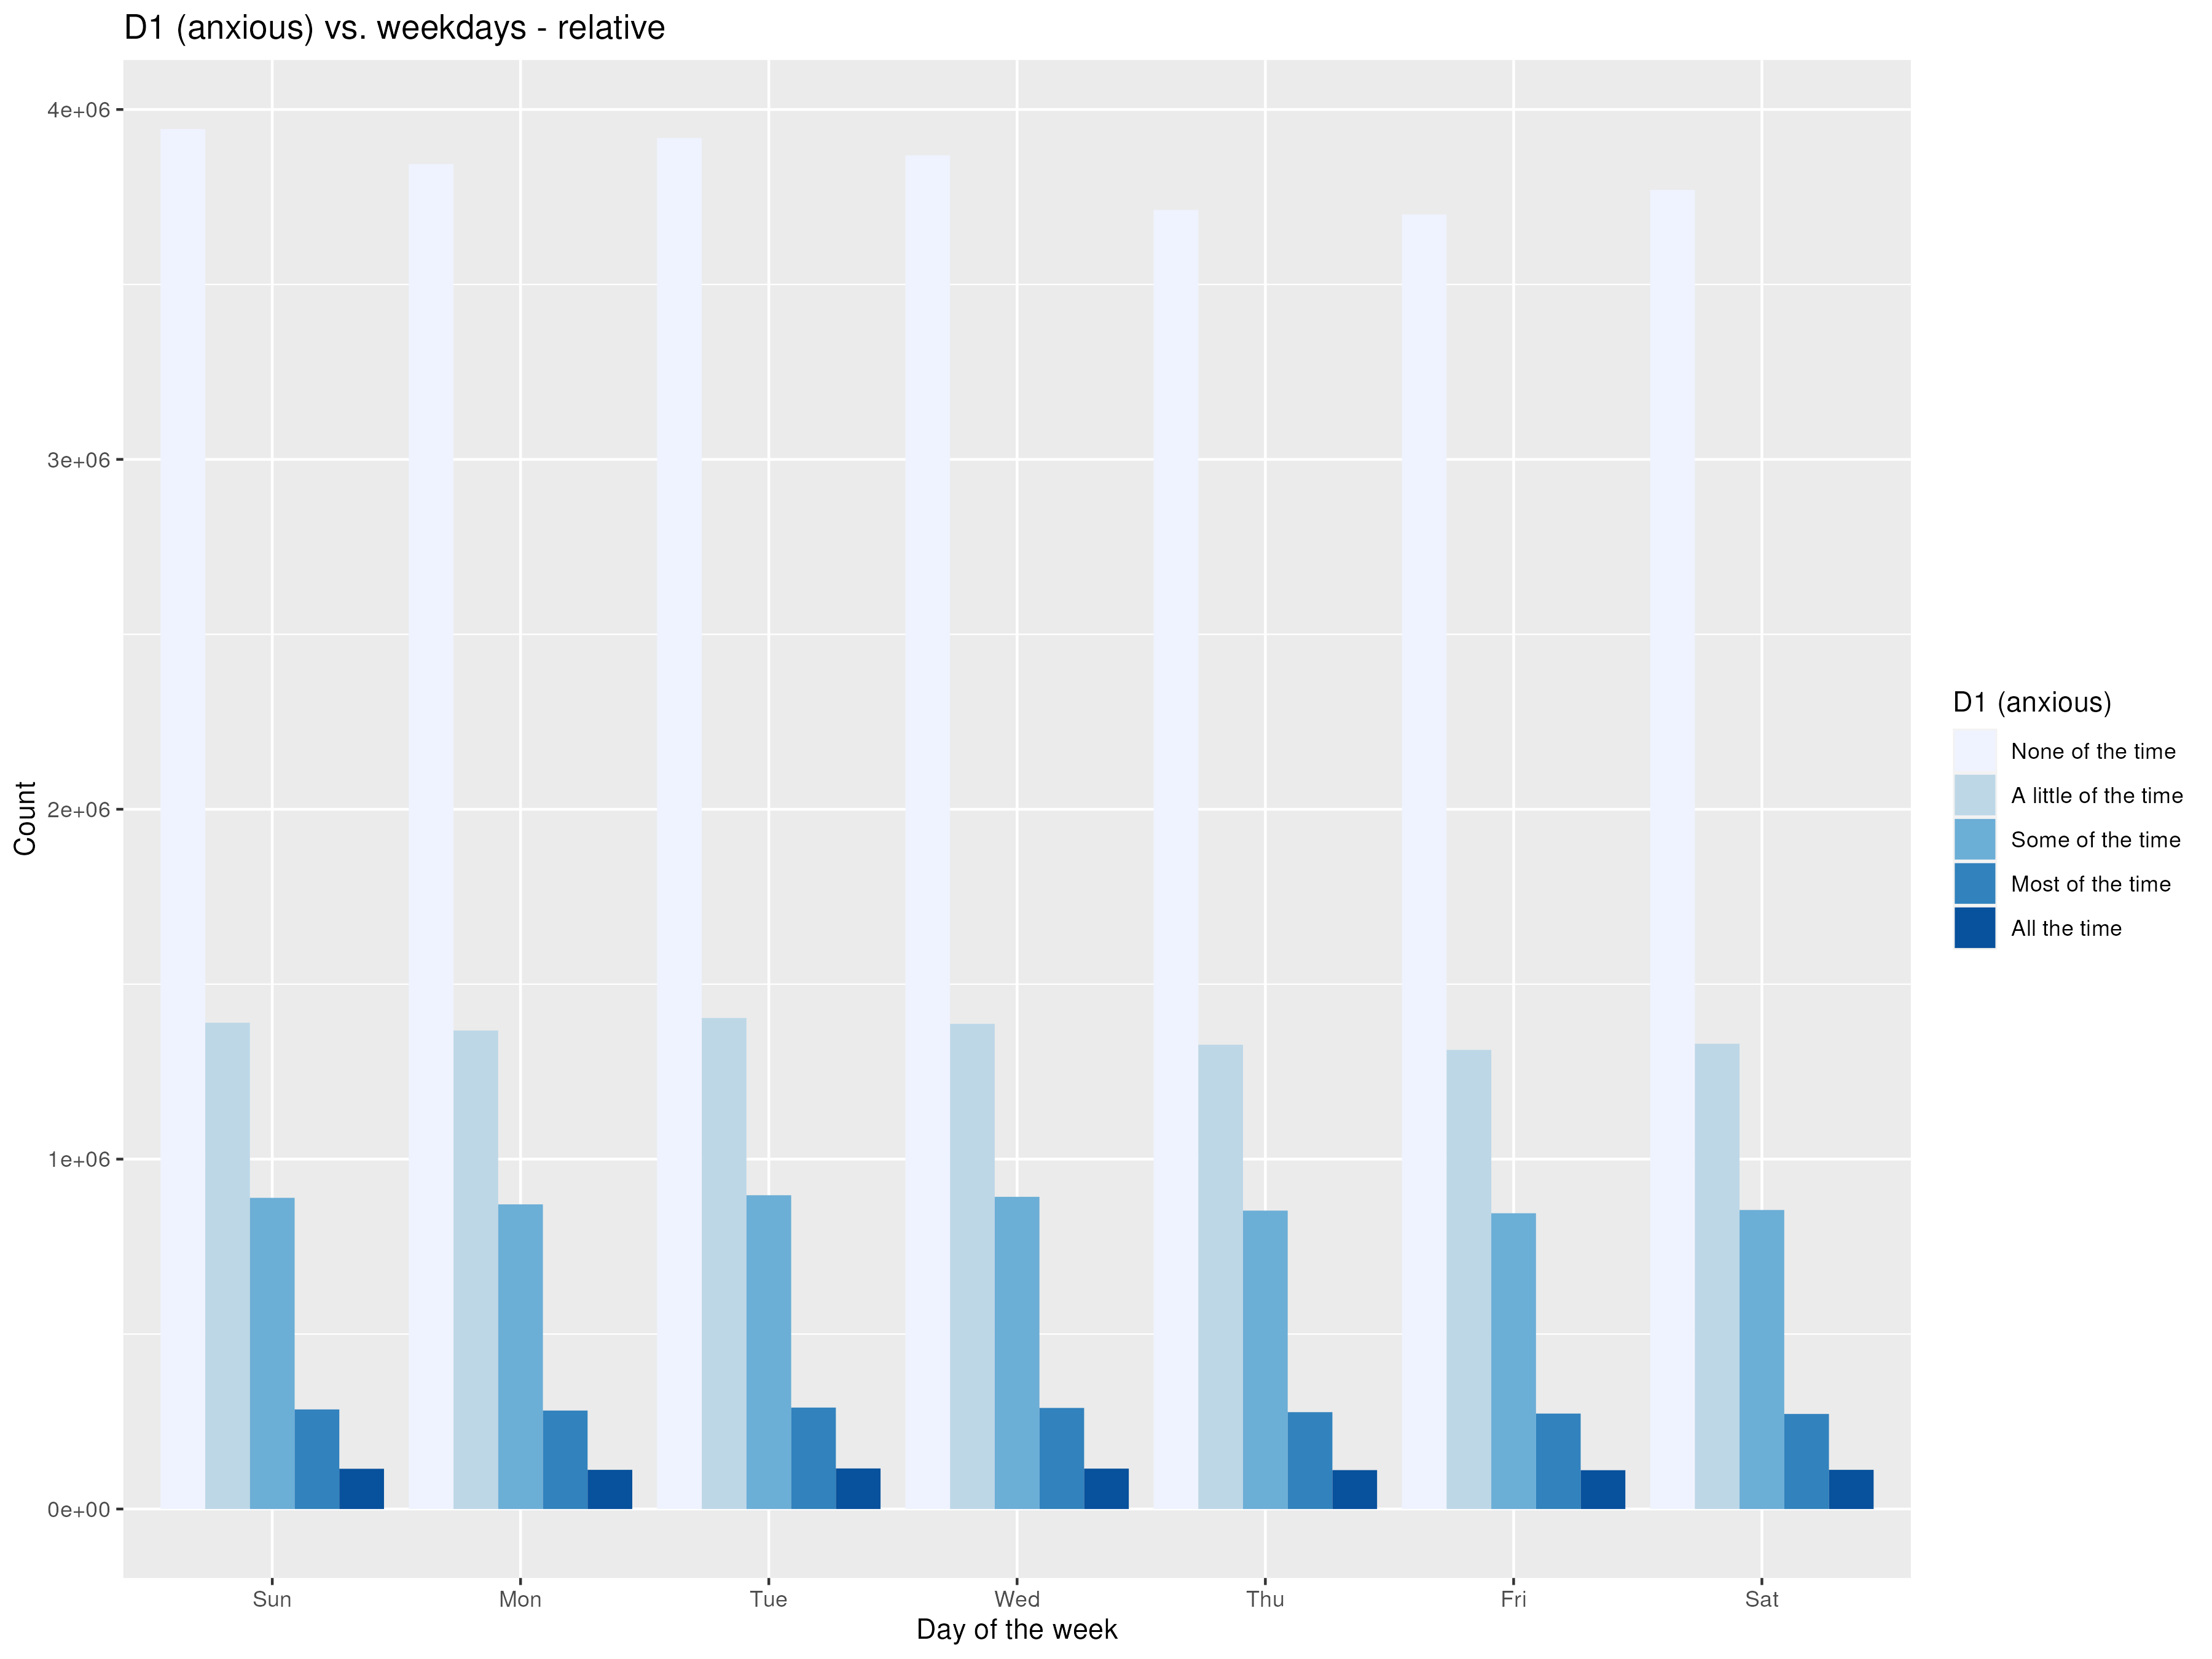 D1 (anxious) vs. weekdays - relative
4e+06
3e+06
2e+06
1e+06
0e+00
Count
Sun Mon Tue Wed Thu Fri Sat
Day of the week
D1 (anxious)
None of the time
A little of the time
Some of the time
Most of the time
All the time